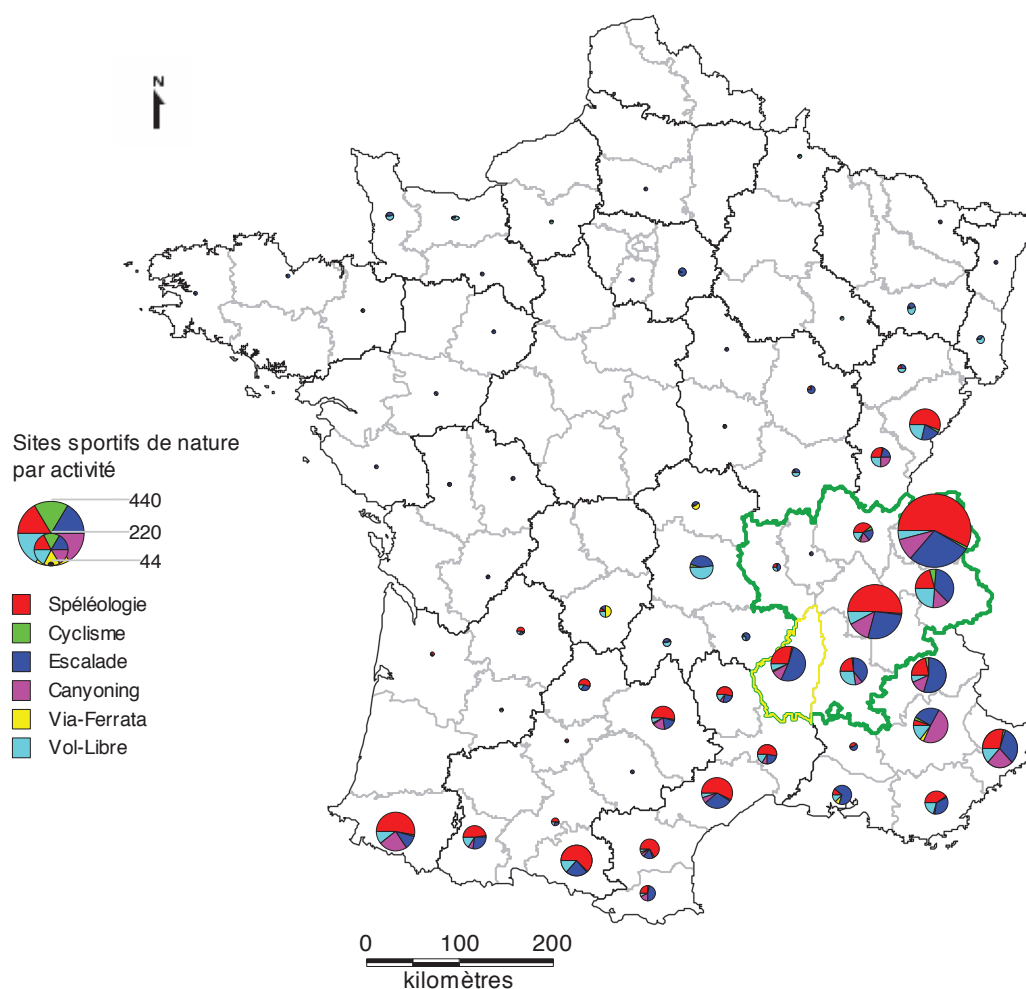 N
Sites sportifs de nature
par activité
440
220
44
Spéléologie
Cyclisme
Escalade
Canyoning
Via-Ferrata
Vol-Libre
0 100 200
kilomètres